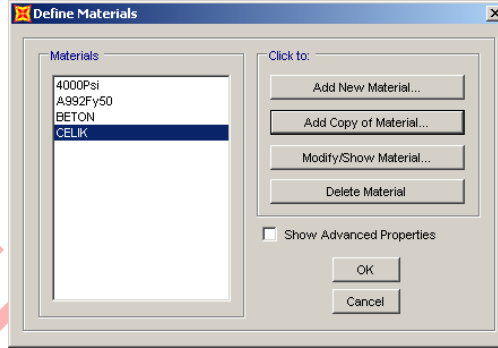 Define Materials
Materials
4000Psi
A992Fy50
BETON
CELIK
Click to:
Add New Material...
Add Copy of Material...
Modify/Show Material...
Delete Material
Show Advanced Properties
OK
Cancel